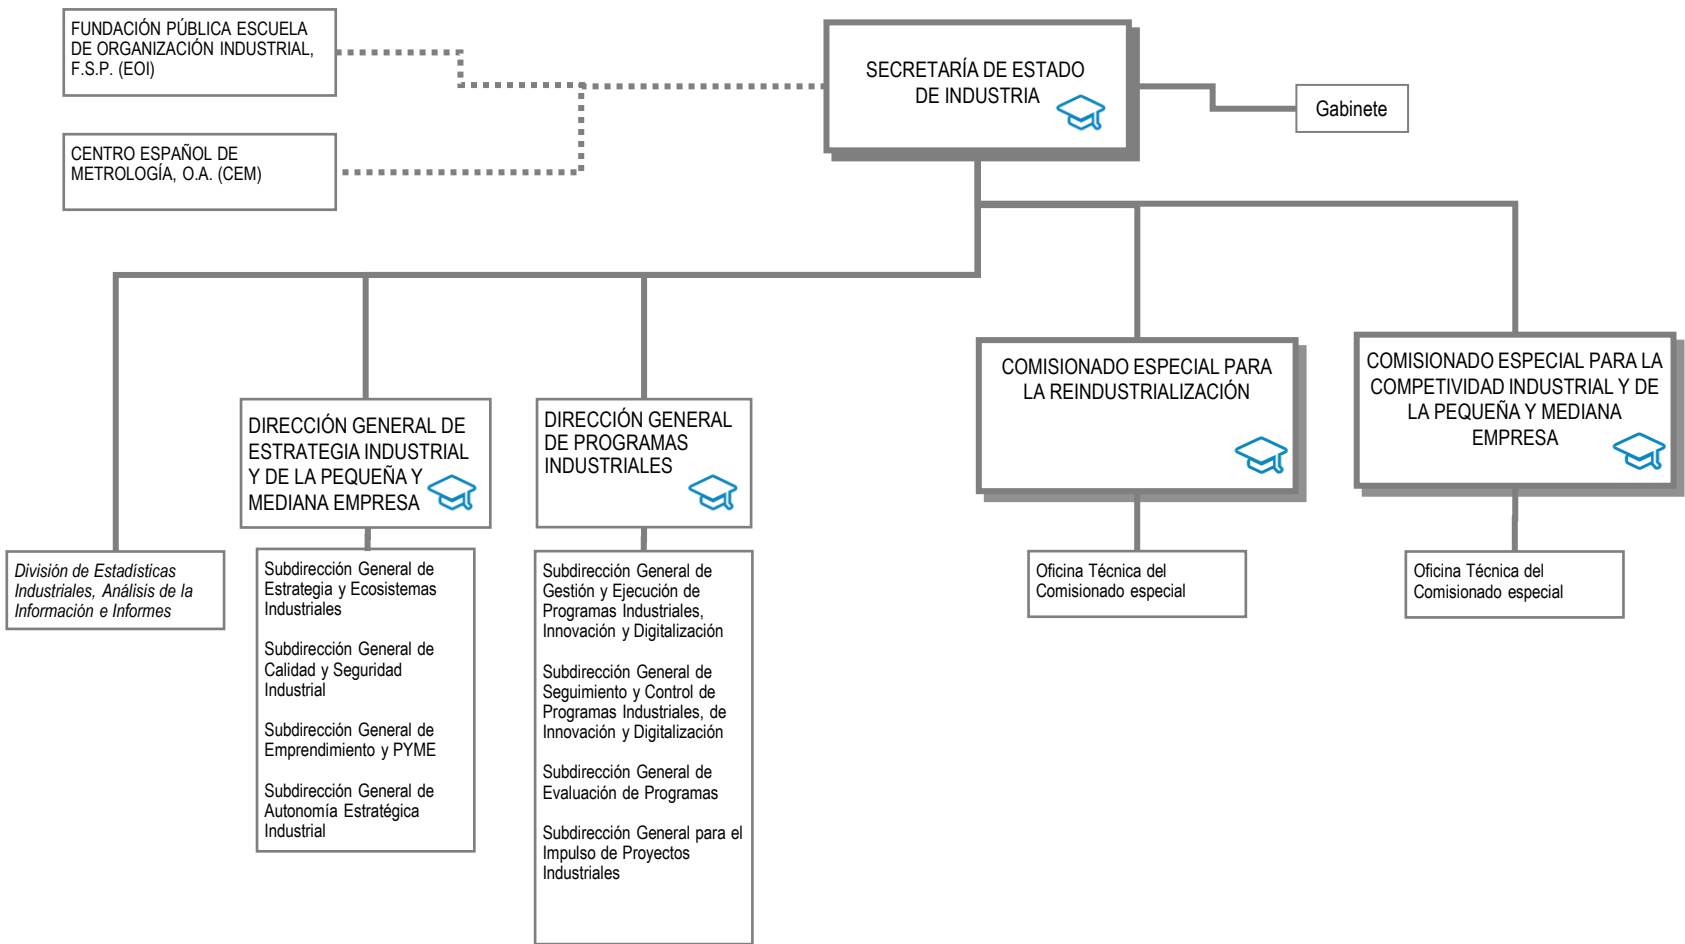 FUNDACIÓN PÚBLICA ESCUELA
DE ORGANIZACIÓN INDUSTRIAL,
F.S.P. (EOI)
CENTRO ESPAÑOL DE
METROLOGÍA, O.A. (CEM)
SECRETARÍA DE ESTADO
DE INDUSTRIA
Gabinete
DIRECCIÓN GENERAL DE
ESTRATEGIA INDUSTRIAL
Y DE LA PEQUEÑA Y
MEDIANA EMPRESA
DIRECCIÓN GENERAL
DE PROGRAMAS
INDUSTRIALES
COMISIONADO ESPECIAL PARA
LA REINDUSTRIALIZACIÓN
COMISIONADO ESPECIAL PARA LA
COMPETIVIDAD INDUSTRIAL Y DE
LA PEQUEÑA Y MEDIANA
EMPRESA
División de Estadísticas
Industriales, Análisis de la
Información e Informes
Subdirección General de
Estrategia y Ecosistemas
Industriales
Subdirección General de
Calidad y Seguridad
Industrial
Subdirección General de
Emprendimiento y PYME
Subdirección General de
Autonomía Estratégica
Industrial
Subdirección General de
Gestión y Ejecución de
Programas Industriales,
Innovación y Digitalización
Subdirección General de
Seguimiento y Control de
Programas Industriales, de
Innovación y Digitalización
Subdirección General de
Evaluación de Programas
Subdirección General para el
Impulso de Proyectos
Industriales
Oficina Técnica del
Comisionado especial
Oficina Técnica del
Comisionado especial